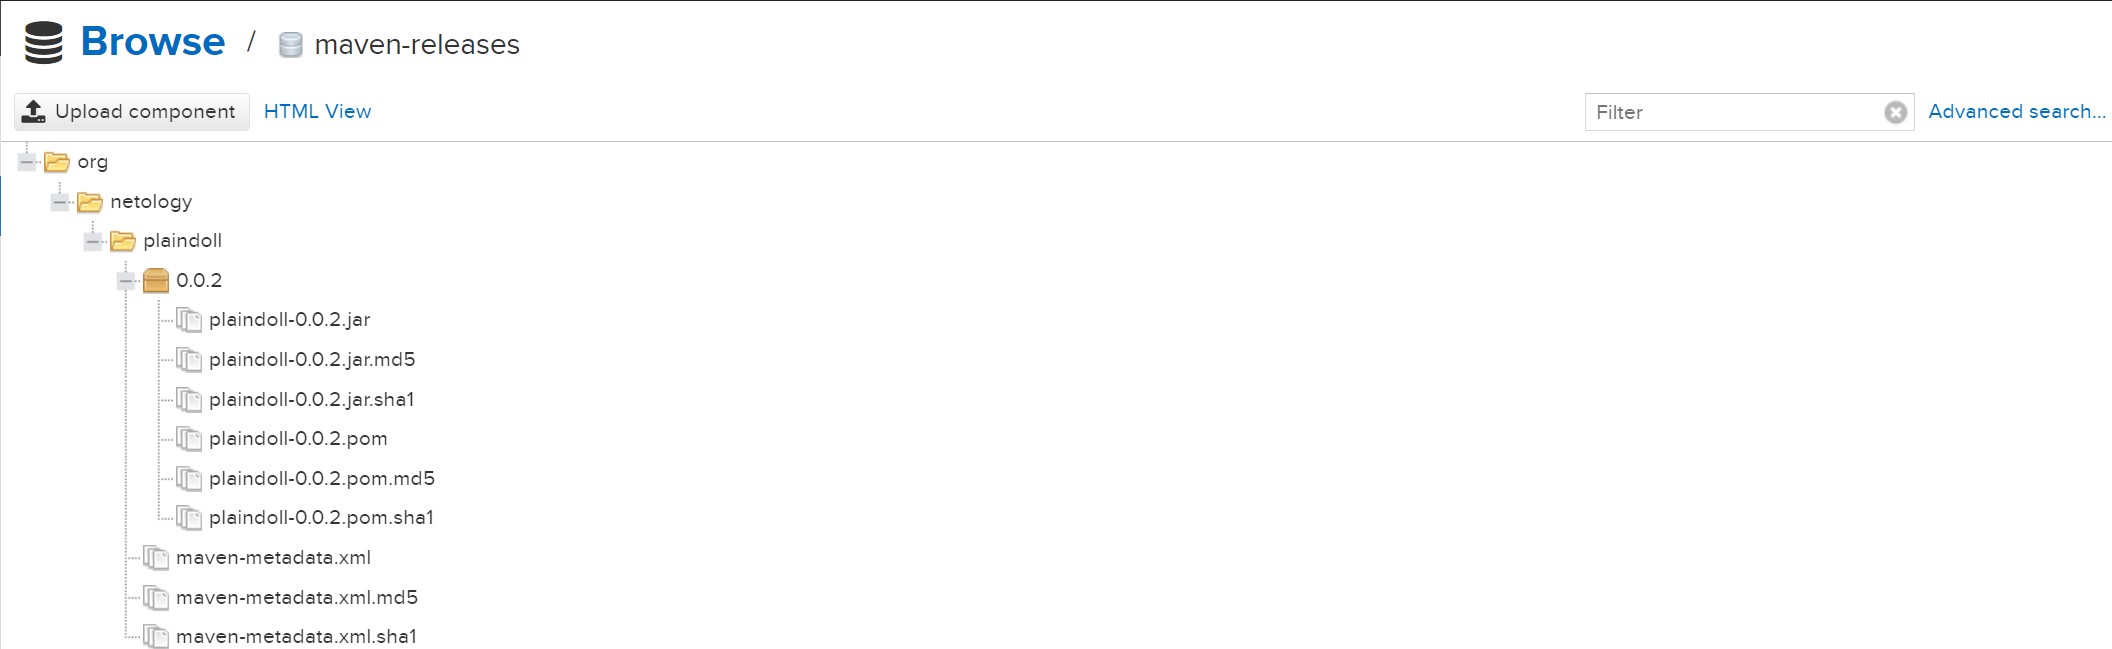 Browse / maven-releases
Upload component HTML View Filter Advanced search...
org
netology
plaindoll
0.0.2
plaindoll-0.0.2.jar
plaindoll-0.0.2.jar.md5
plaindoll-0.0.2.jar.sha1
plaindoll-0.0.2.pom
plaindoll-0.0.2.pom.md5
plaindoll-0.0.2.pom.sha1
maven-metadata.xml
maven-metadata.xml.md5
maven-metadata.xml.sha1